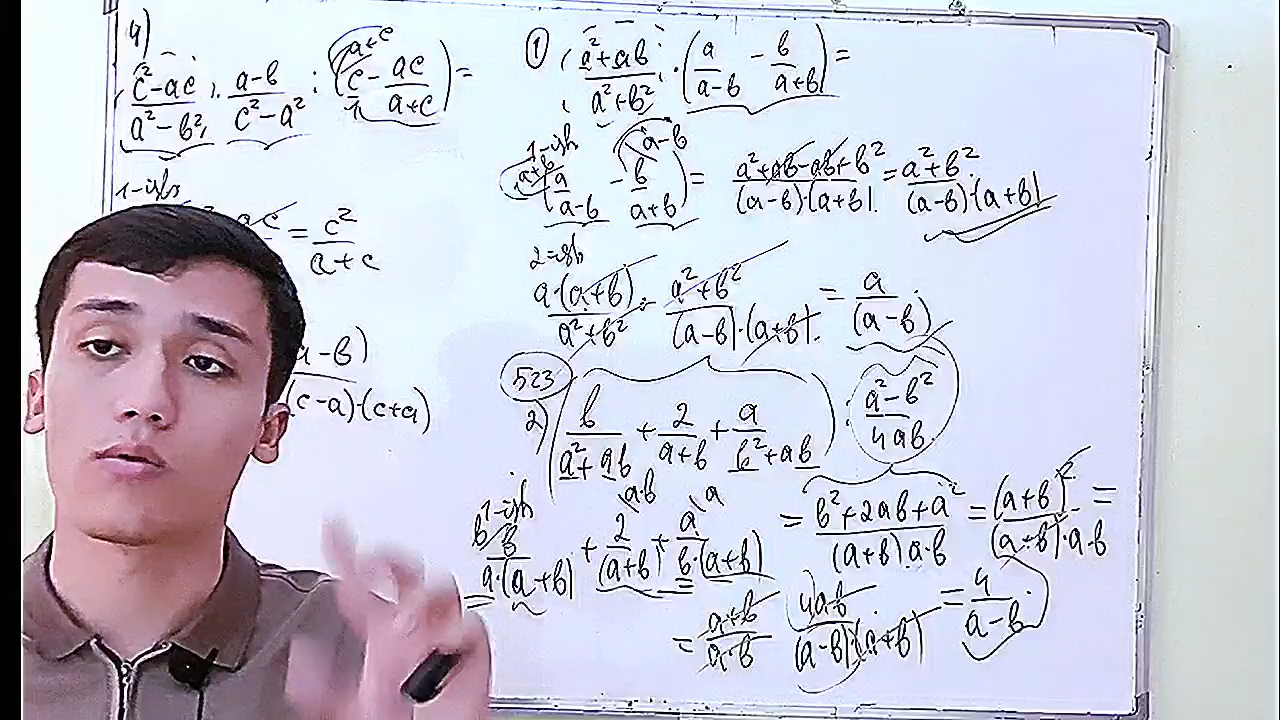 4)
(c²-ac)/(a²-b²) : (a-b)/(c²-a²) : (c/1 - ac/(a+c)) =
a+c
1-ish
= c²/(a+c)
a-b)
(c-a)·(c+a)
① (a²+ab)/(a²+b²) : (a/(a-b) - b/(a+b)) =
1-ish
a+b
a-b
(a/(a-b) - b/(a+b)) = (a²+ab-ab+b²)/((a-b)·(a+b)) = (a²+b²)/((a-b)·(a+b))
2-ish
a·(a+b)/(a²+b²) · (a²+b²)/((a-b)·(a+b)) = a/(a-b)
523
2) (b/(a²+ab) + 2/(a+b) + a/(b²+ab)) : (a²-b²)/(4ab)
1-ish
b
a·b
a
b/(a·(a+b)) + 2/(a+b) + a/(b·(a+b)) = (b²+2ab+a²)/((a+b)·a·b) = (a+b)²/((a+b)·a·b) =
= (a+b)/(a·b) · 4ab/((a-b)·(a+b)) = 4/(a-b)